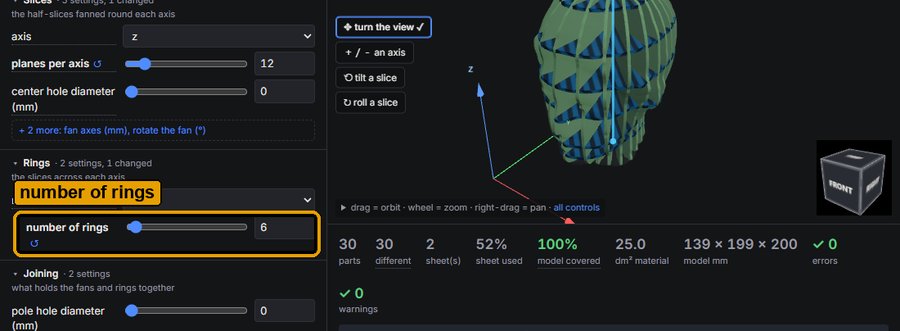 Slices · 5 settings, 1 changed
the half-slices fanned round each axis
axis
z
planes per axis ↺
12
center hole diameter
(mm)
0
+ 2 more: fan axes (mm), rotate the fan (°)
Rings · 2 settings, 1 changed
the slices across each axis
number of rings
number of rings
↺
6
Joining · 2 settings
what holds the fans and rings together
pole hole diameter
(mm)
0
✥ turn the view ✓
+ / - an axis
⟲ tilt a slice
↻ roll a slice
z
FRONT
▶ drag = orbit · wheel = zoom · right-drag = pan · all controls
30 30 2 52% 100% 25.0 139 × 199 × 200 ✓ 0
parts different sheet(s) sheet used model covered dm² material model mm errors
✓ 0
warnings